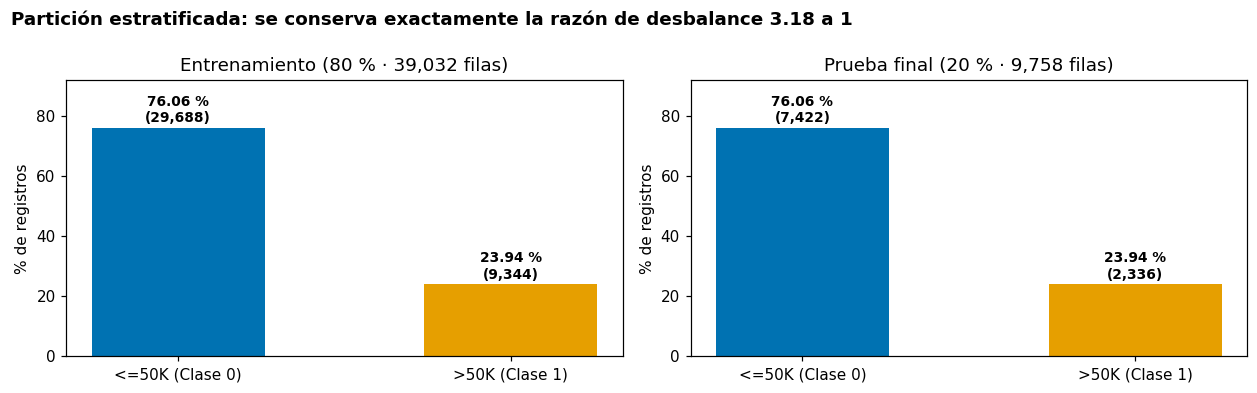 Partición estratificada: se conserva exactamente la razón de desbalance 3.18 a 1
Entrenamiento (80 % · 39,032 filas)
% de registros
80
60
40
20
0
76.06 %
(29,688)
23.94 %
(9,344)
<=50K (Clase 0)
>50K (Clase 1)
Prueba final (20 % · 9,758 filas)
% de registros
80
60
40
20
0
76.06 %
(7,422)
23.94 %
(2,336)
<=50K (Clase 0)
>50K (Clase 1)